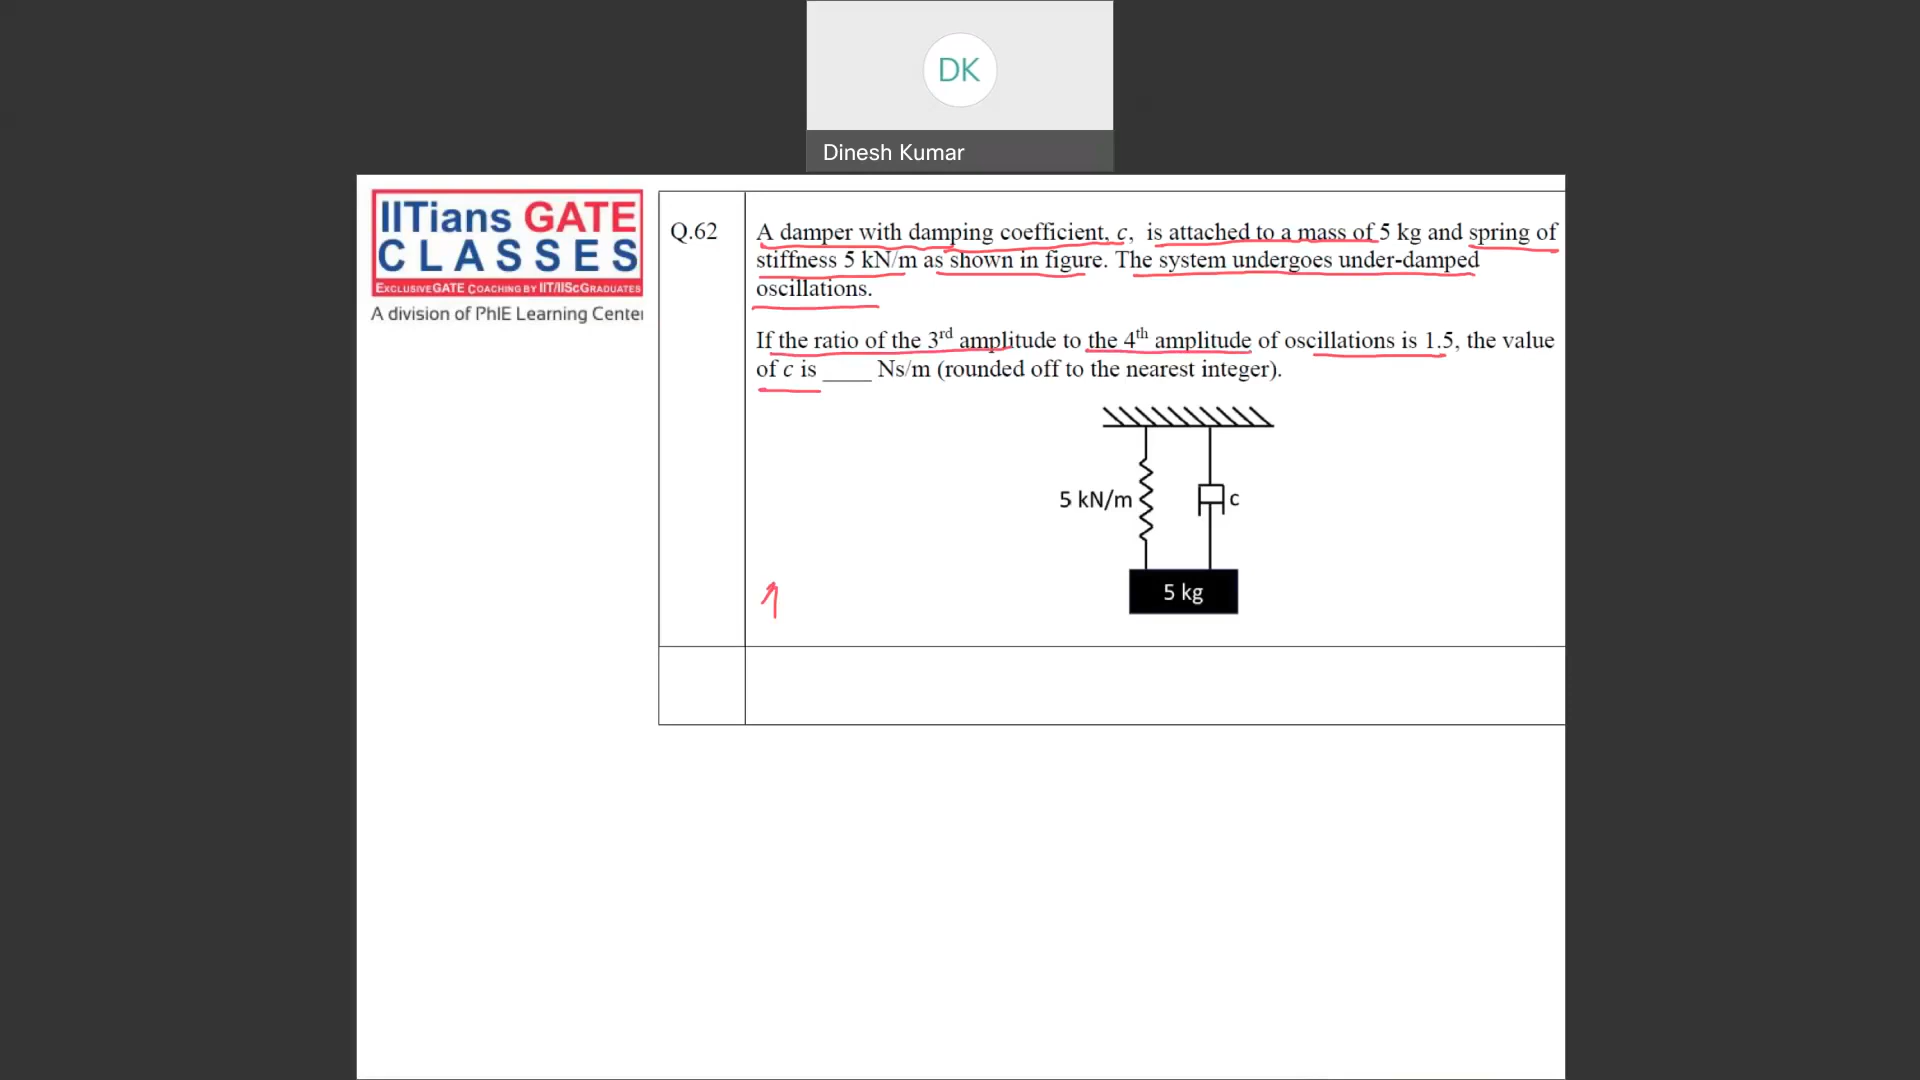 DK
Dinesh Kumar
IITians GATE
CLASSES
EXCLUSIVE GATE COACHING BY IIT/IISc GRADUATES
A division of PhIE Learning Center
Q.62
A damper with damping coefficient, c, is attached to a mass of 5 kg and spring of
stiffness 5 kN/m as shown in figure. The system undergoes under-damped
oscillations.
If the ratio of the 3rd amplitude to the 4th amplitude of oscillations is 1.5, the value
of c is ____ Ns/m (rounded off to the nearest integer).
5 kN/m
c
5 kg